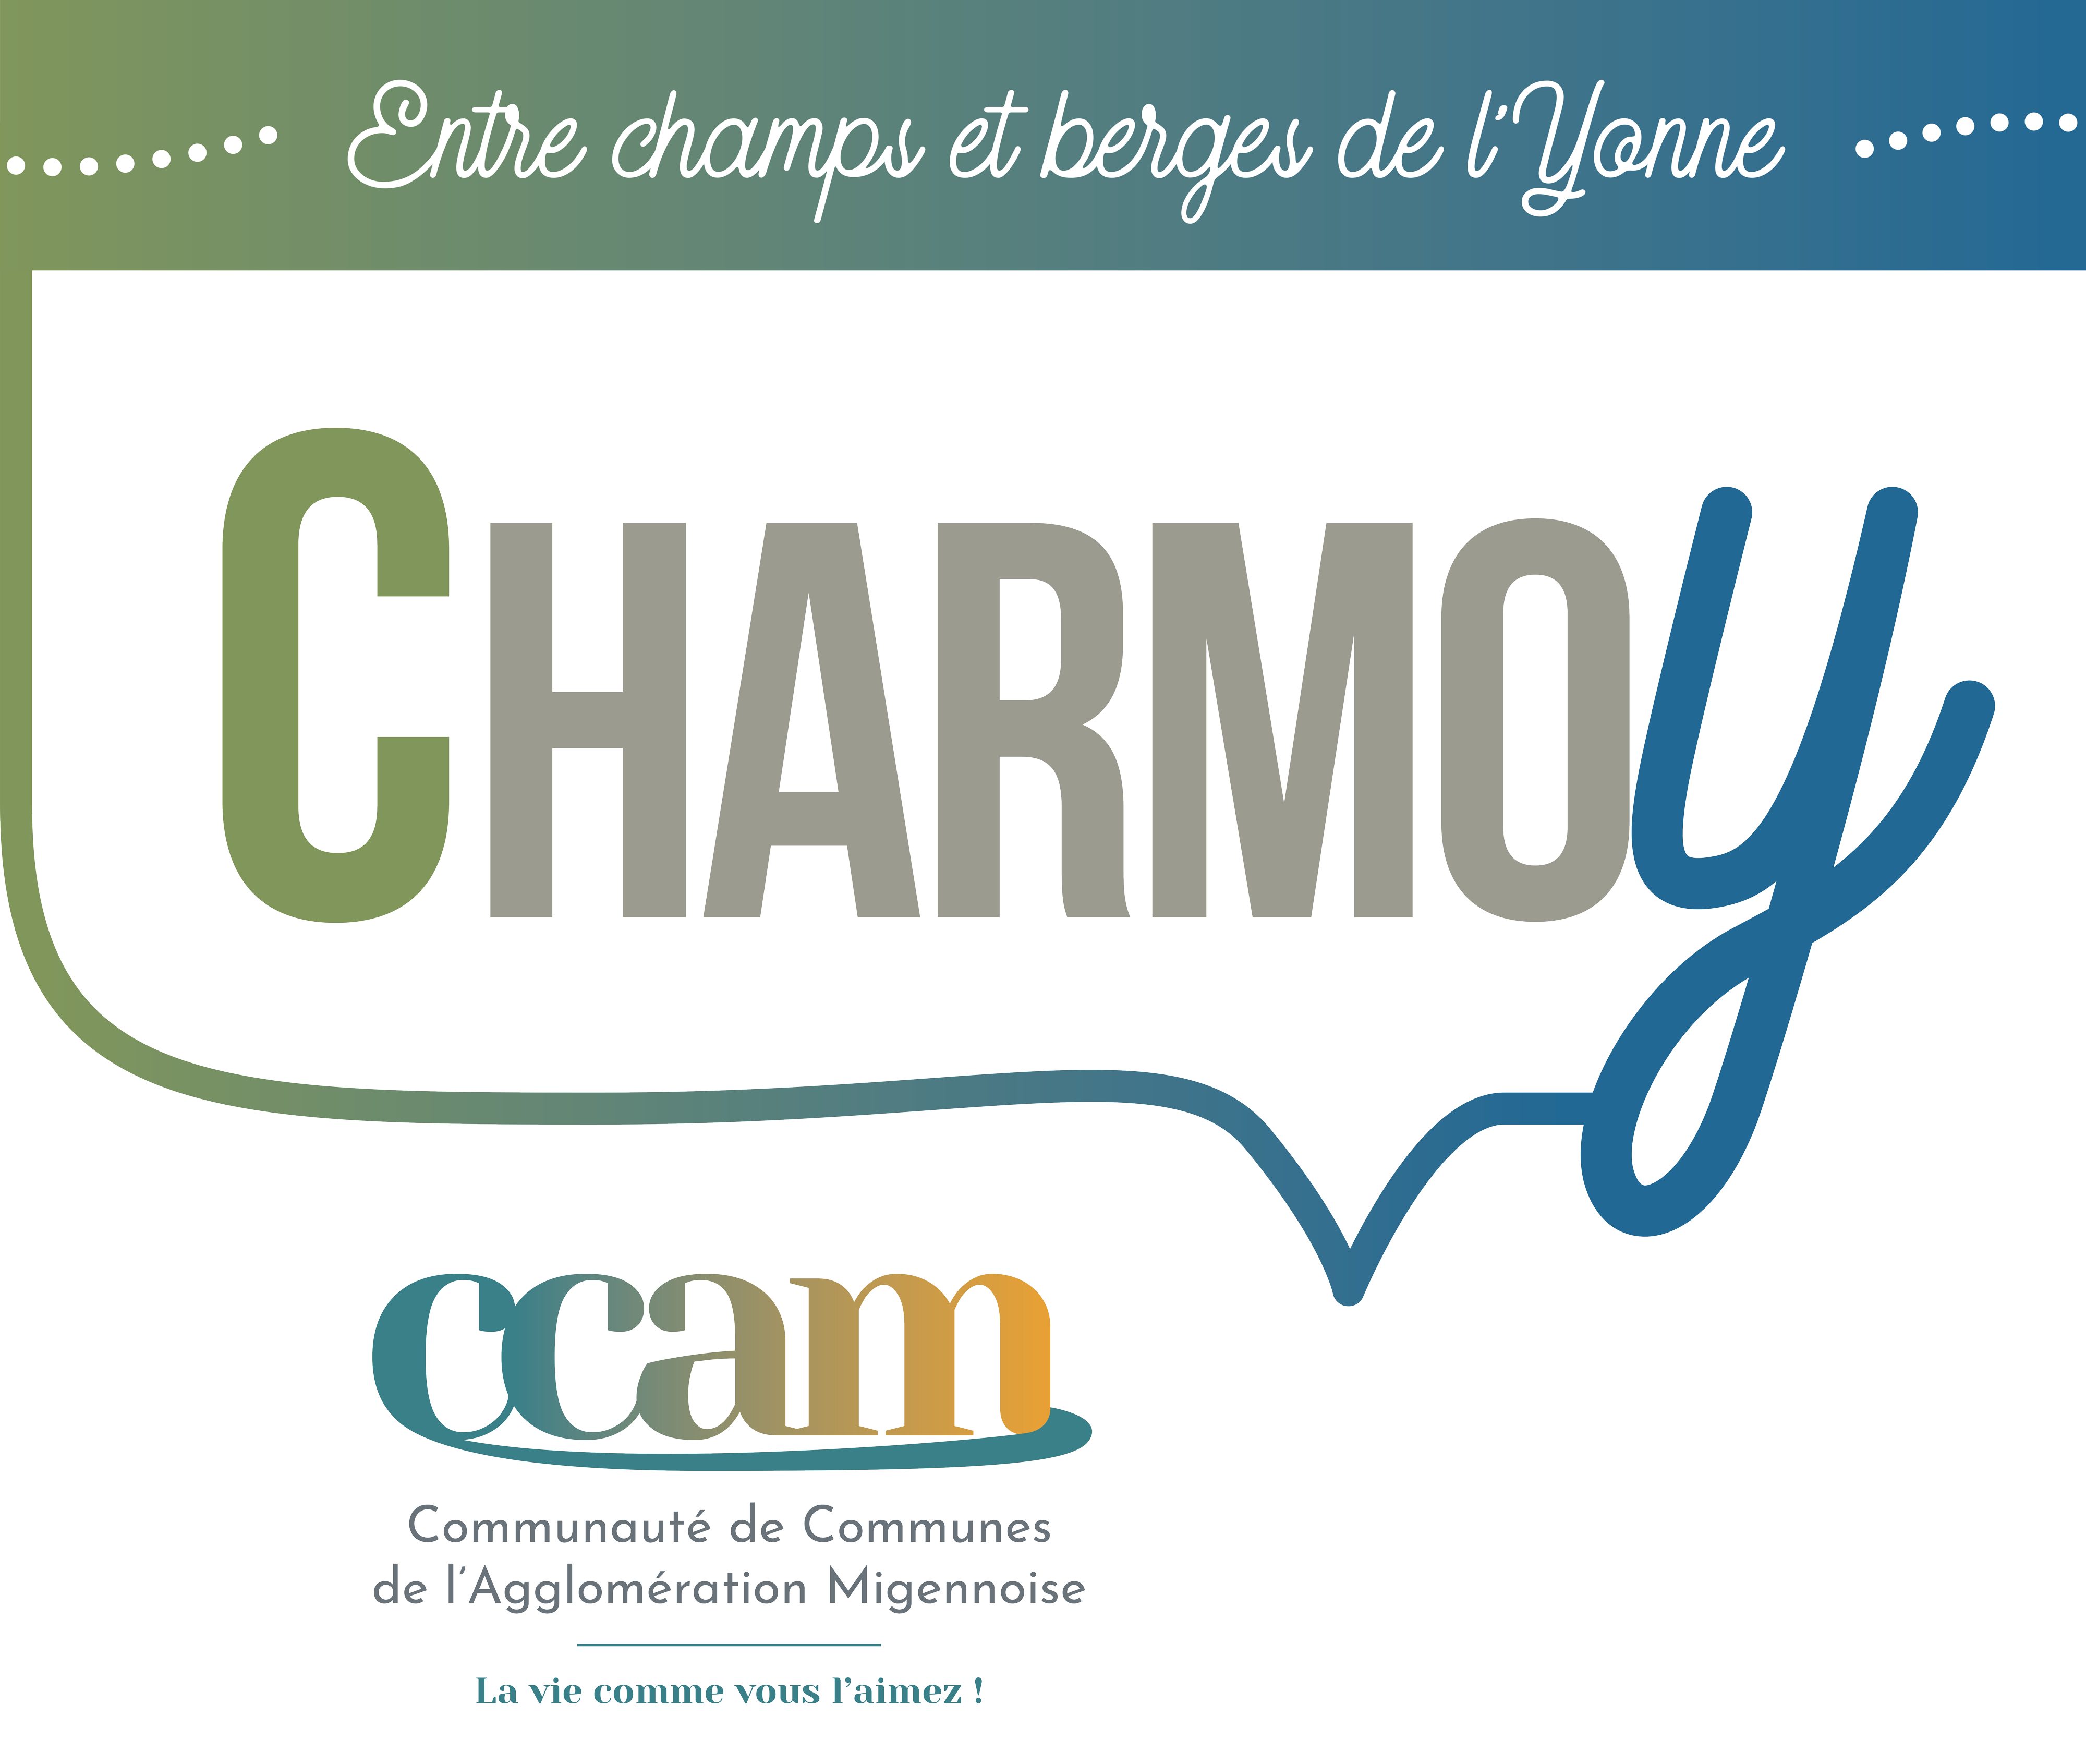 Entre champs et berges de l'Yonne
CHARMOy
ccam
Communauté de Communes
de l'Agglomération Migennoise
La vie comme vous l'aimez !